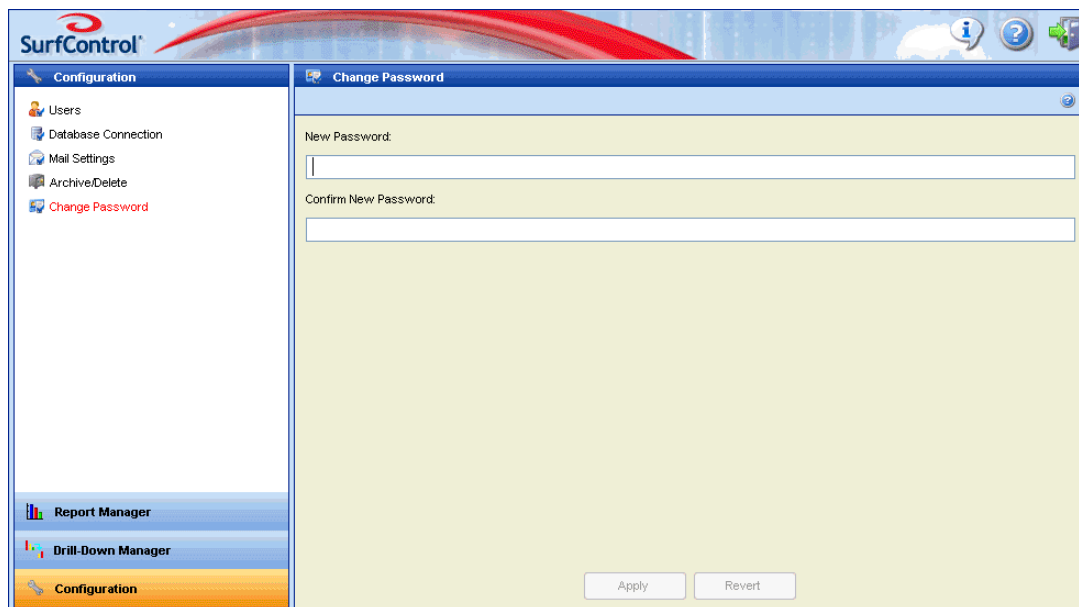 SurfControl
Configuration
Users
Database Connection
Mail Settings
Archive/Delete
Change Password
Report Manager
Drill-Down Manager
Configuration
Change Password
New Password:
Confirm New Password:
Apply
Revert